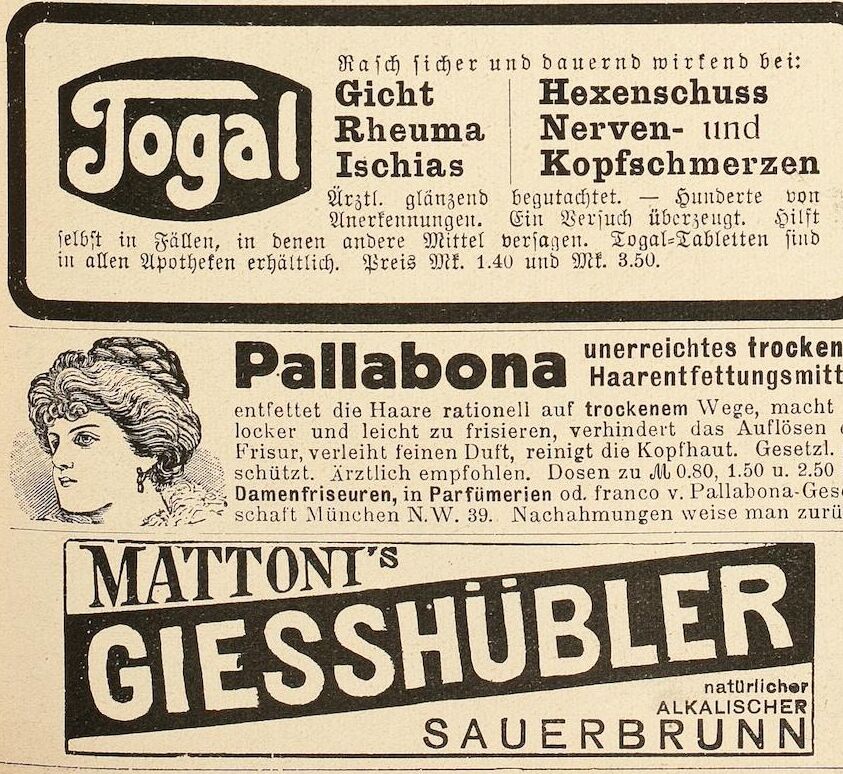 Togal
Rasch sicher und dauernd wirkend bei:
Gicht Hexenschuss
Rheuma Nerven- und
Ischias Kopfschmerzen
Ärztl. glänzend begutachtet. — Hunderte von
Anerkennungen. Ein Versuch überzeugt. Hilft
selbst in Fällen, in denen andere Mittel versagen. Togal-Tabletten sind
in allen Apotheken erhältlich. Preis Mk. 1.40 und Mk. 3.50.
Pallabona unerreichtes trocken
Haarentfettungsmitt
entfettet die Haare rationell auf trockenem Wege, macht
locker und leicht zu frisieren, verhindert das Auflösen
Frisur, verleiht feinen Duft, reinigt die Kopfhaut. Gesetzl.
schützt. Ärztlich empfohlen. Dosen zu M 0.80, 1.50 u. 2.50
Damenfriseuren, in Parfümerien od. franco v. Pallabona-Ges
schaft München N.W. 39. Nachahmungen weise man zurü
MATTONI's
GIESSHÜBLER
natürlicher
ALKALISCHER
SAUERBRUNN